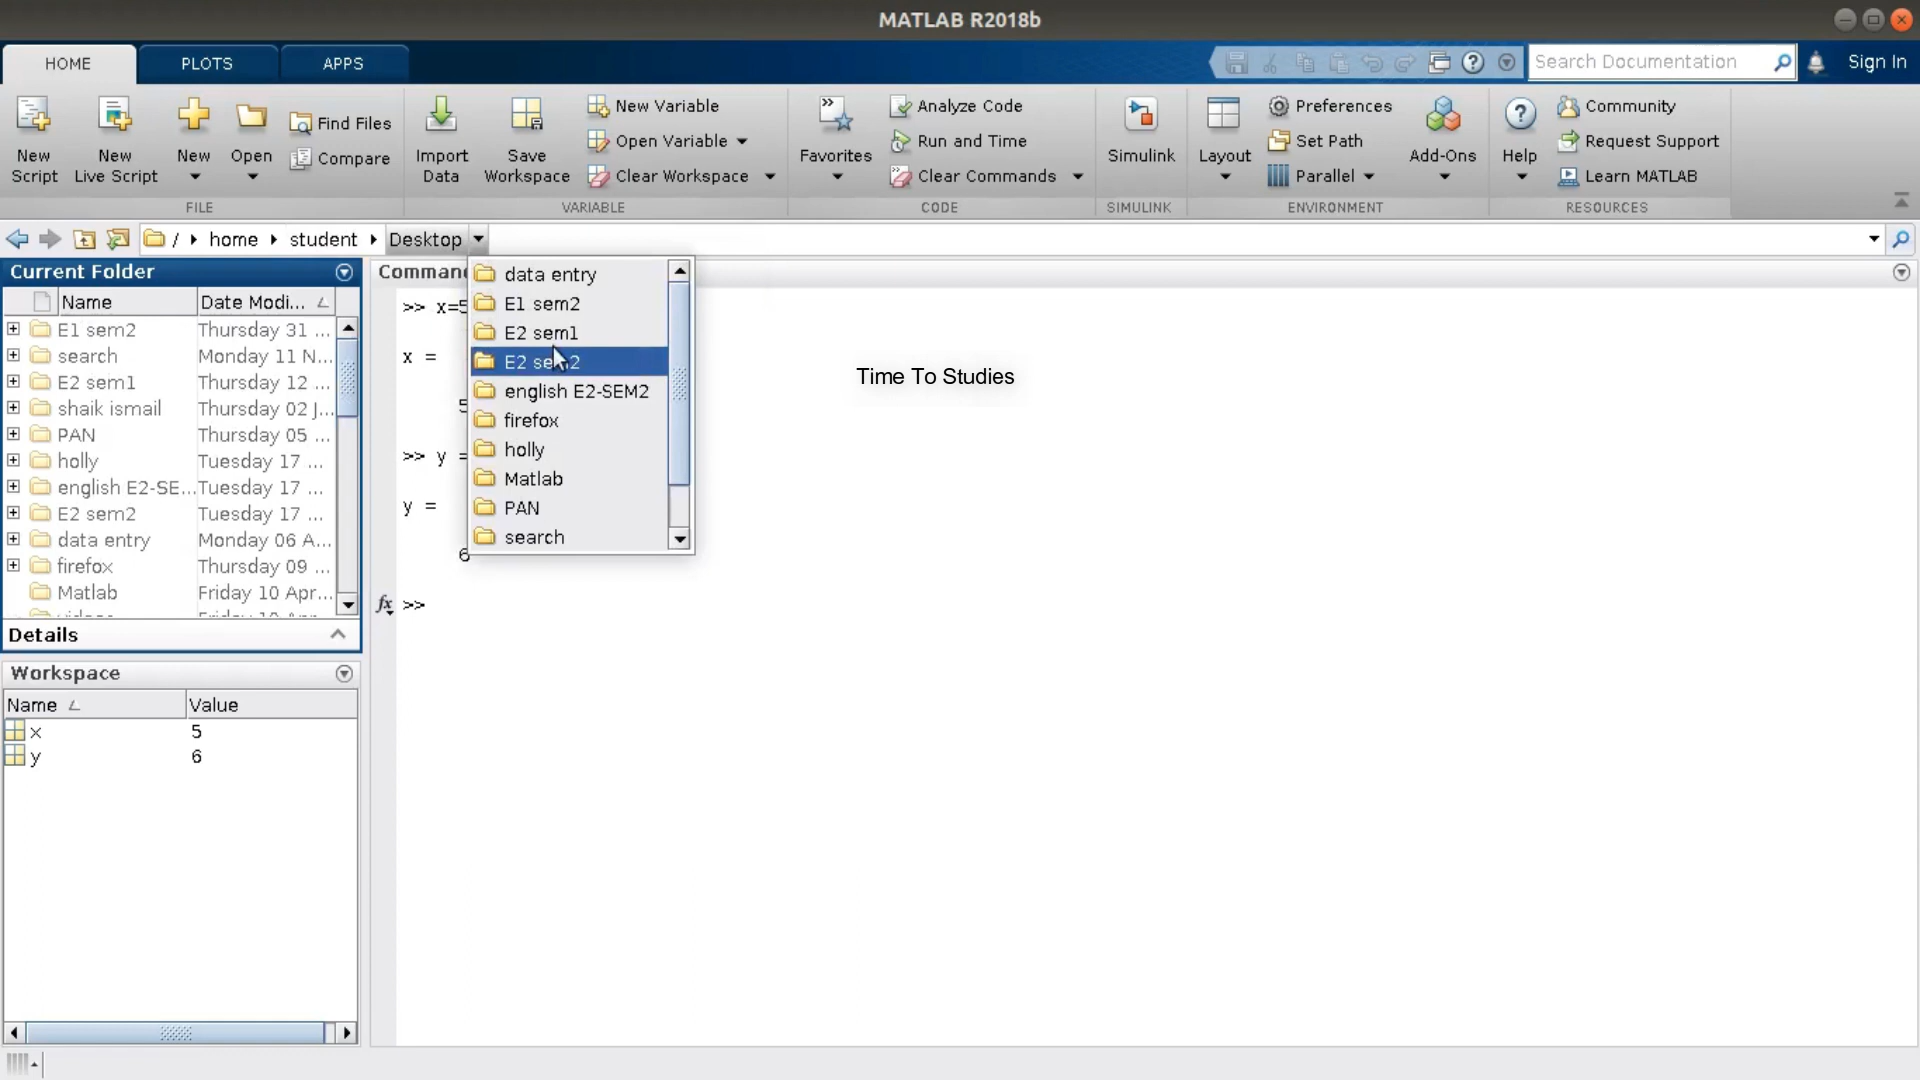 MATLAB R2018b
HOME PLOTS APPS
Search Documentation
Sign In
New Script
New Live Script
New
Open
Find Files
Compare
FILE
Import Data
Save Workspace
New Variable
Open Variable
Clear Workspace
VARIABLE
Favorites
Analyze Code
Run and Time
Clear Commands
CODE
Simulink
SIMULINK
Layout
Preferences
Set Path
Parallel
Add-Ons
ENVIRONMENT
Help
Community
Request Support
Learn MATLAB
RESOURCES
/ home student Desktop
Current Folder
Name Date Modi...
E1 sem2 Thursday 31 ...
search Monday 11 N...
E2 sem1 Thursday 12 ...
shaik ismail Thursday 02 J...
PAN Thursday 05 ...
holly Tuesday 17 ...
english E2-SE... Tuesday 17 ...
E2 sem2 Tuesday 17 ...
data entry Monday 06 A...
firefox Thursday 09 ...
Matlab Friday 10 Apr...
Details
Workspace
Name Value
x 5
y 6
data entry
E1 sem2
E2 sem1
E2 sem2
english E2-SEM2
firefox
holly
Matlab
PAN
search
>> x=5
x =
5
>> y =
y =
6
fx >>
Time To Studies